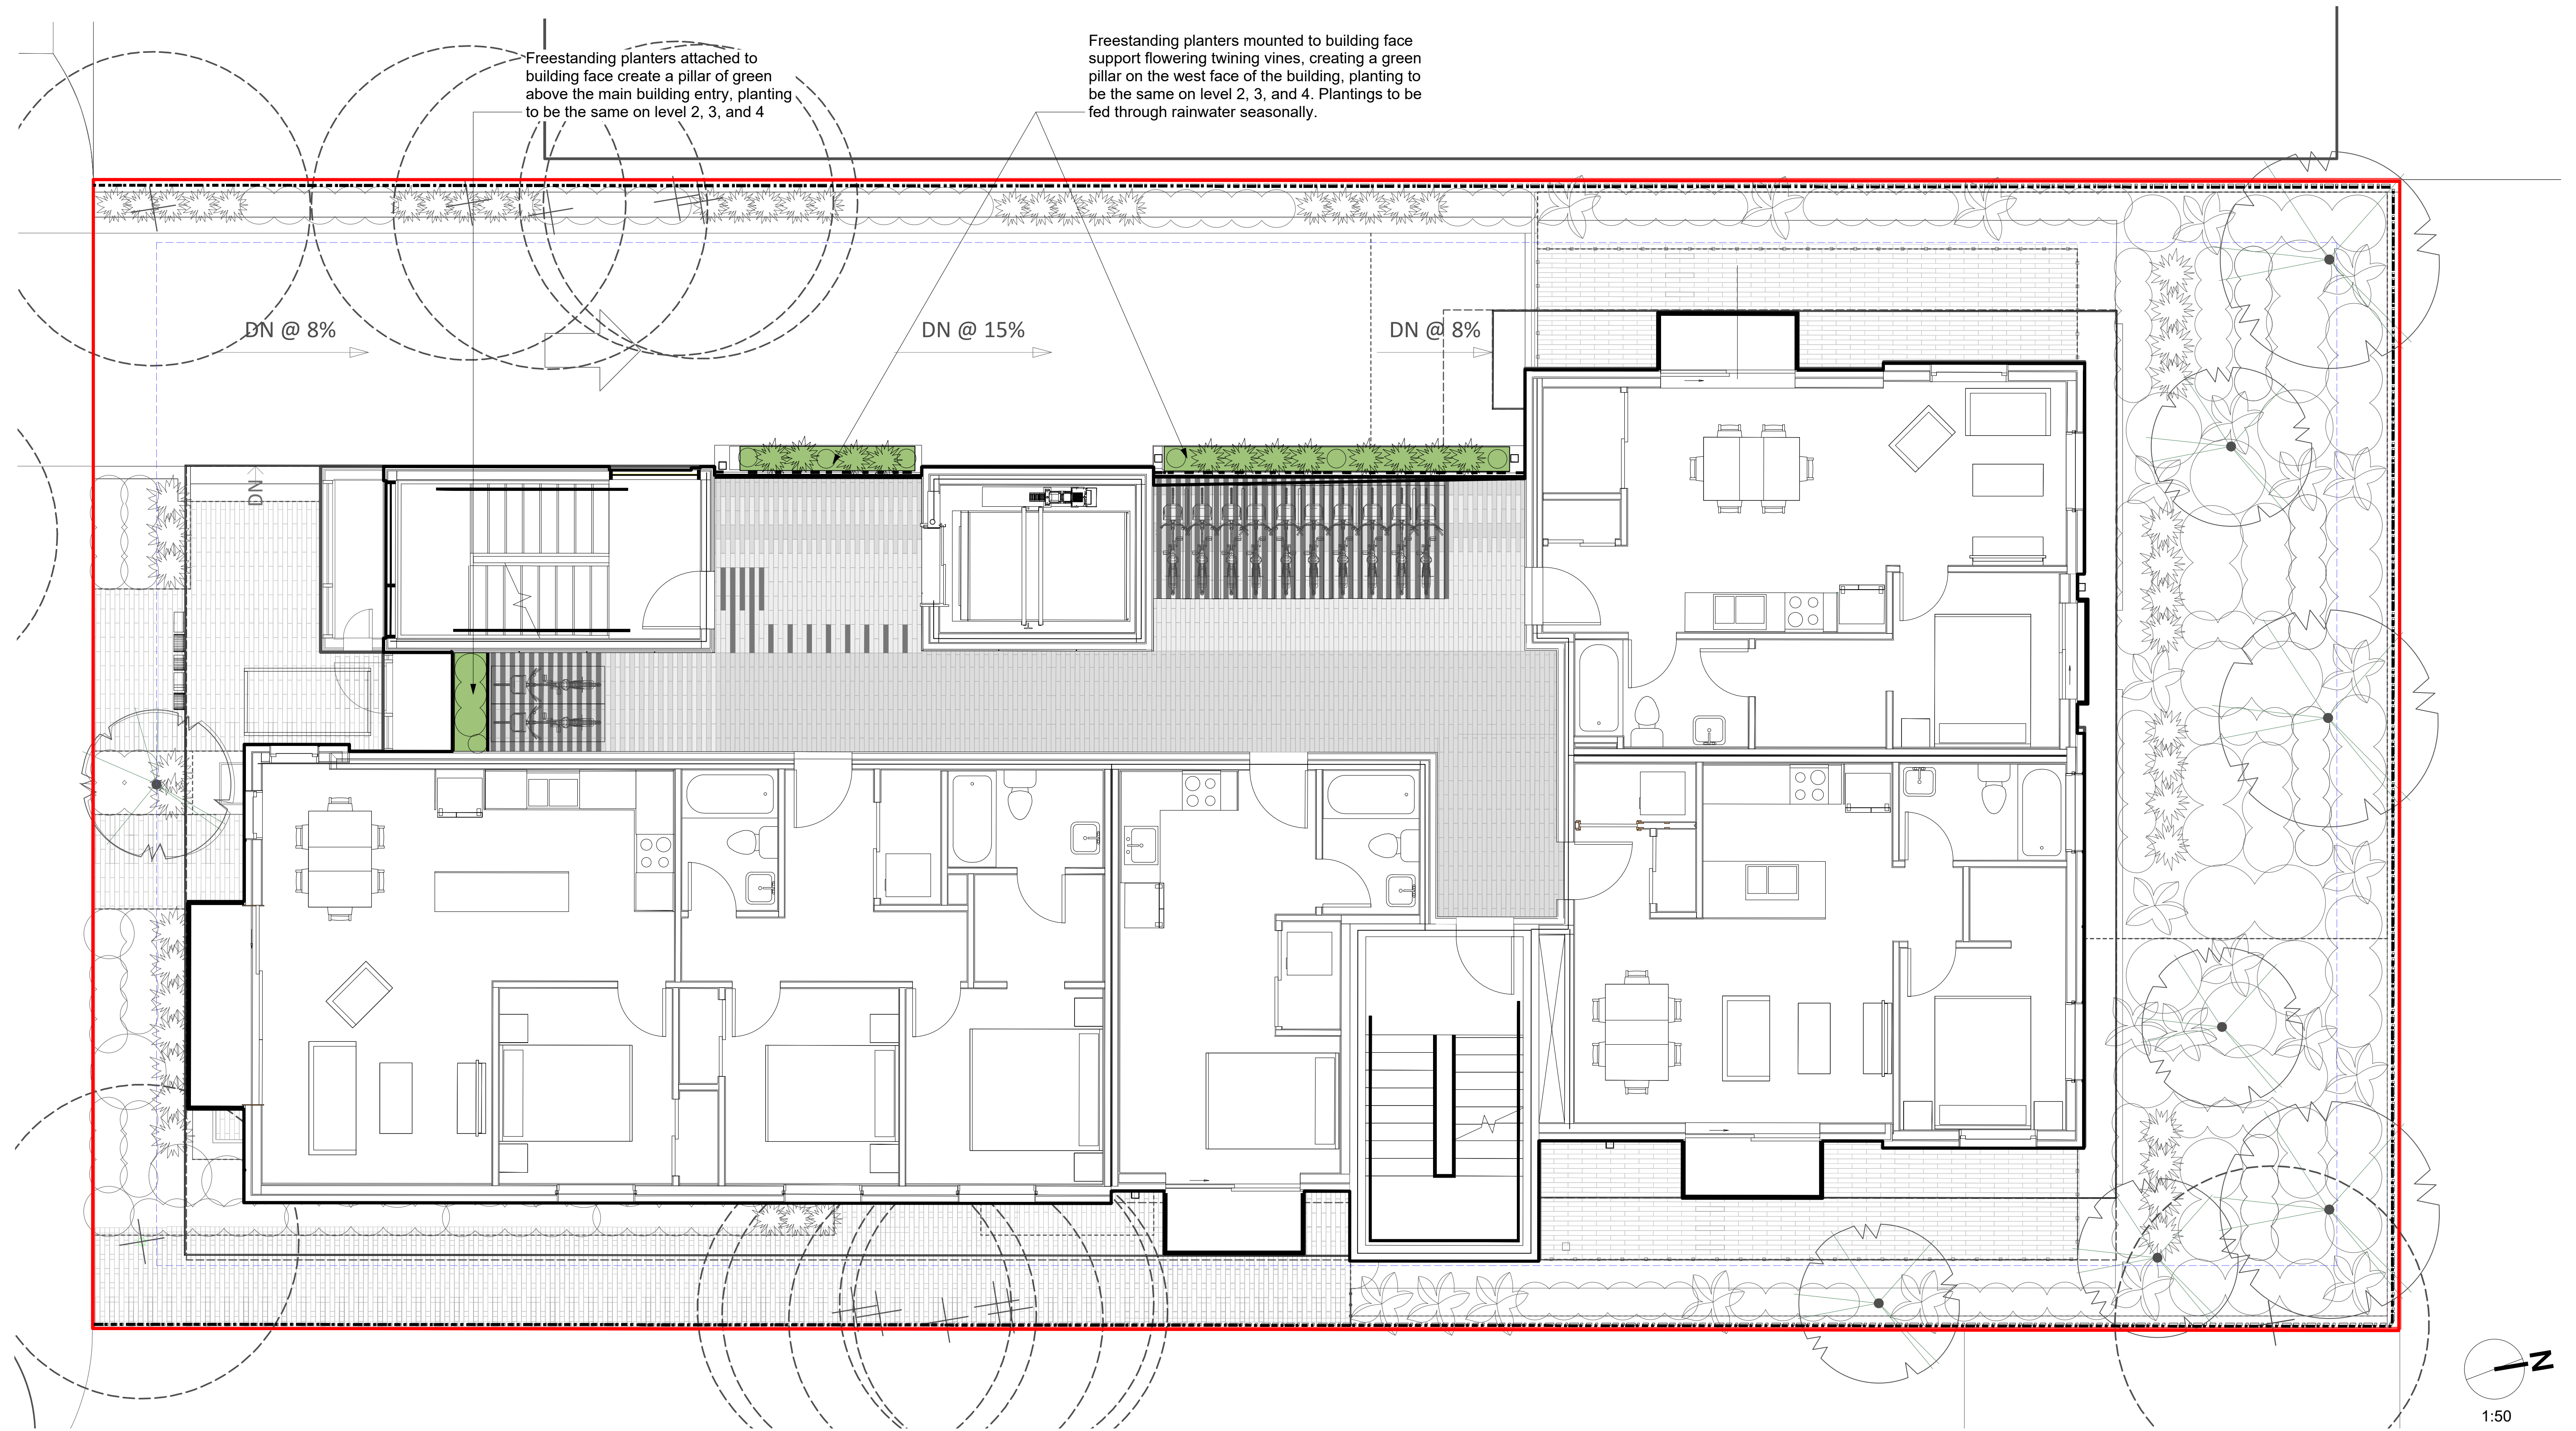 Freestanding planters attached to
building face create a pillar of green
above the main building entry, planting
to be the same on level 2, 3, and 4
Freestanding planters mounted to building face
support flowering twining vines, creating a green
pillar on the west face of the building, planting to
be the same on level 2, 3, and 4. Plantings to be
fed through rainwater seasonally.
DN @ 8%
DN @ 15%
DN @ 8%
DN
N
1:50